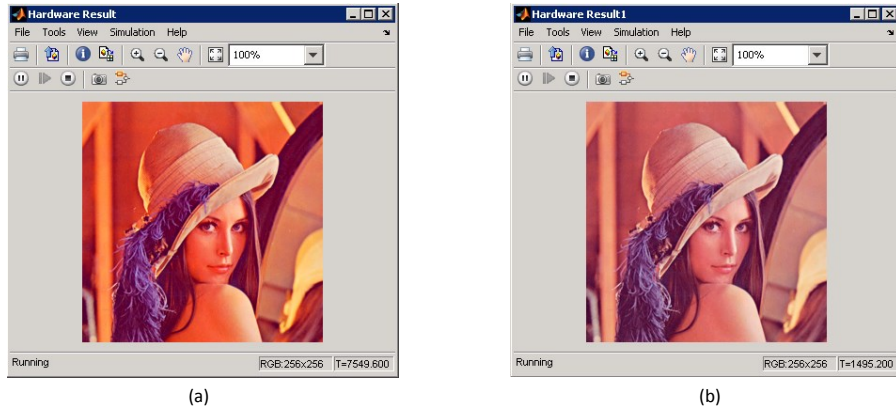 Hardware Result
File Tools View Simulation Help
100%
Running
RGB:256x256
T=7549.600
(a)
Hardware Result1
File Tools View Simulation Help
100%
Running
RGB:256x256
T=1495.200
(b)